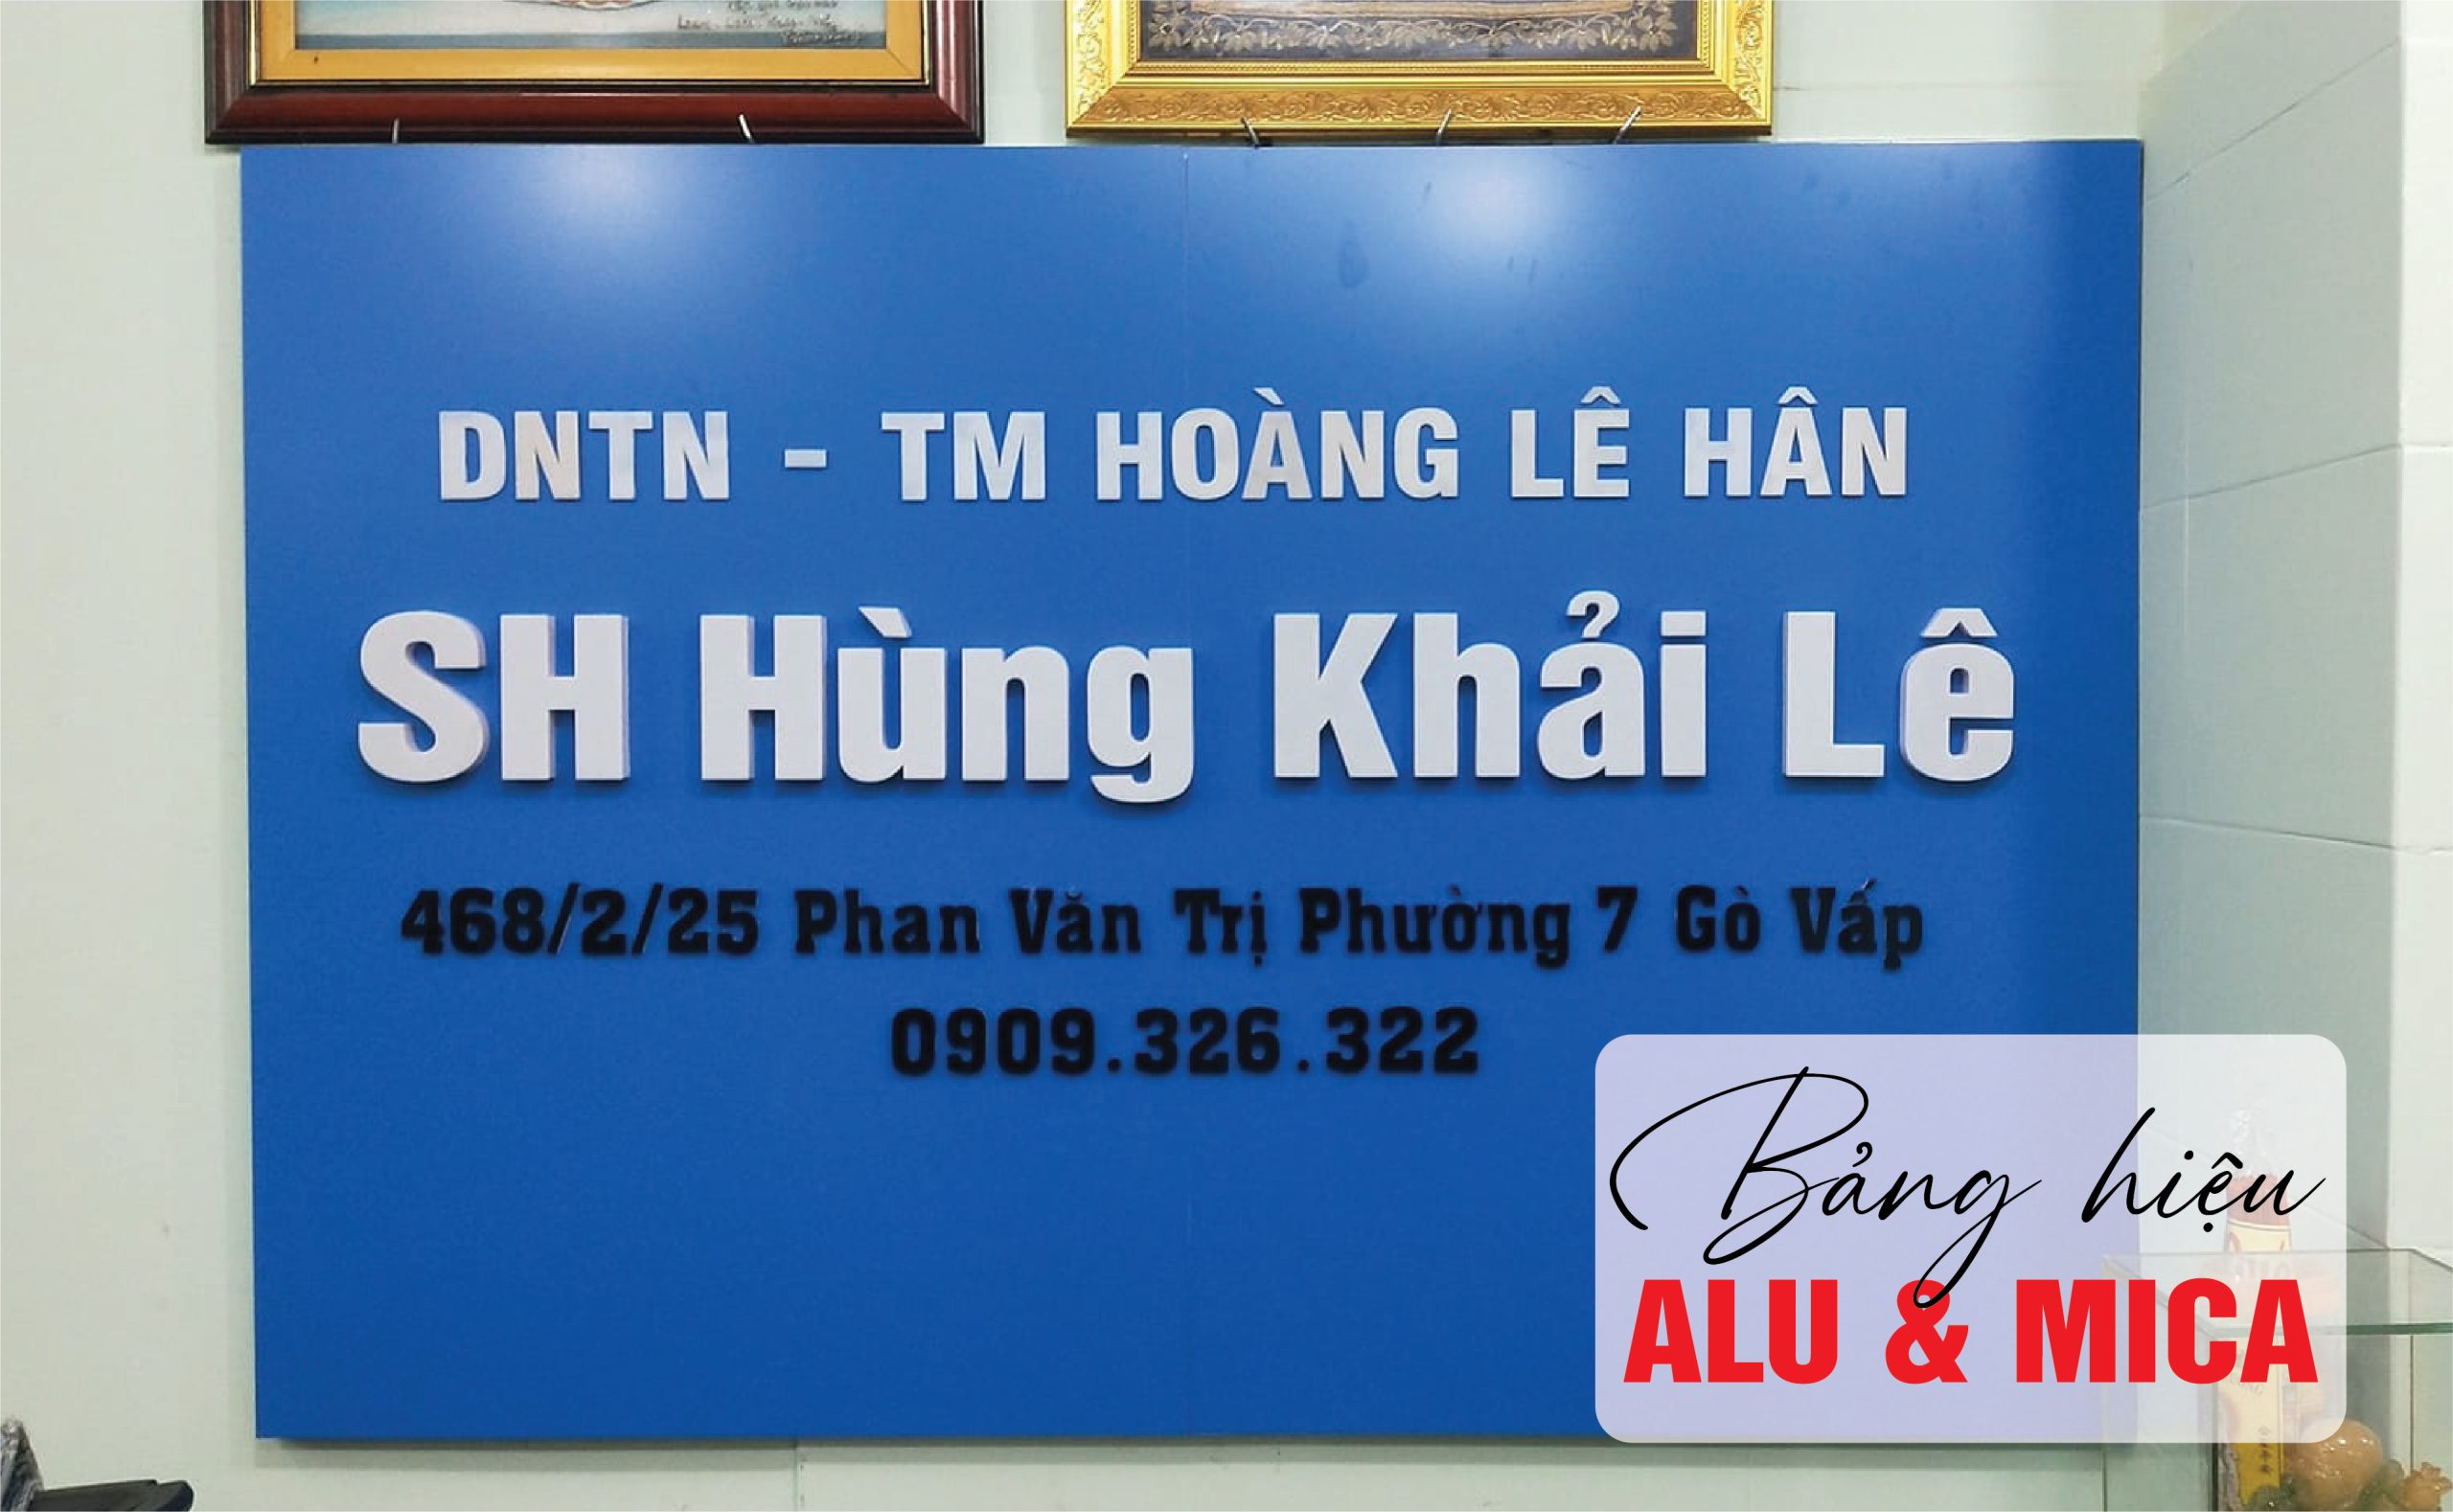 DNTN - TM HOÀNG LÊ HÂN
SH Hùng Khải Lê
468/2/25 Phan Văn Trị Phường 7 Gò Vấp
0909.326.322
Bảng hiệu
ALU & MICA